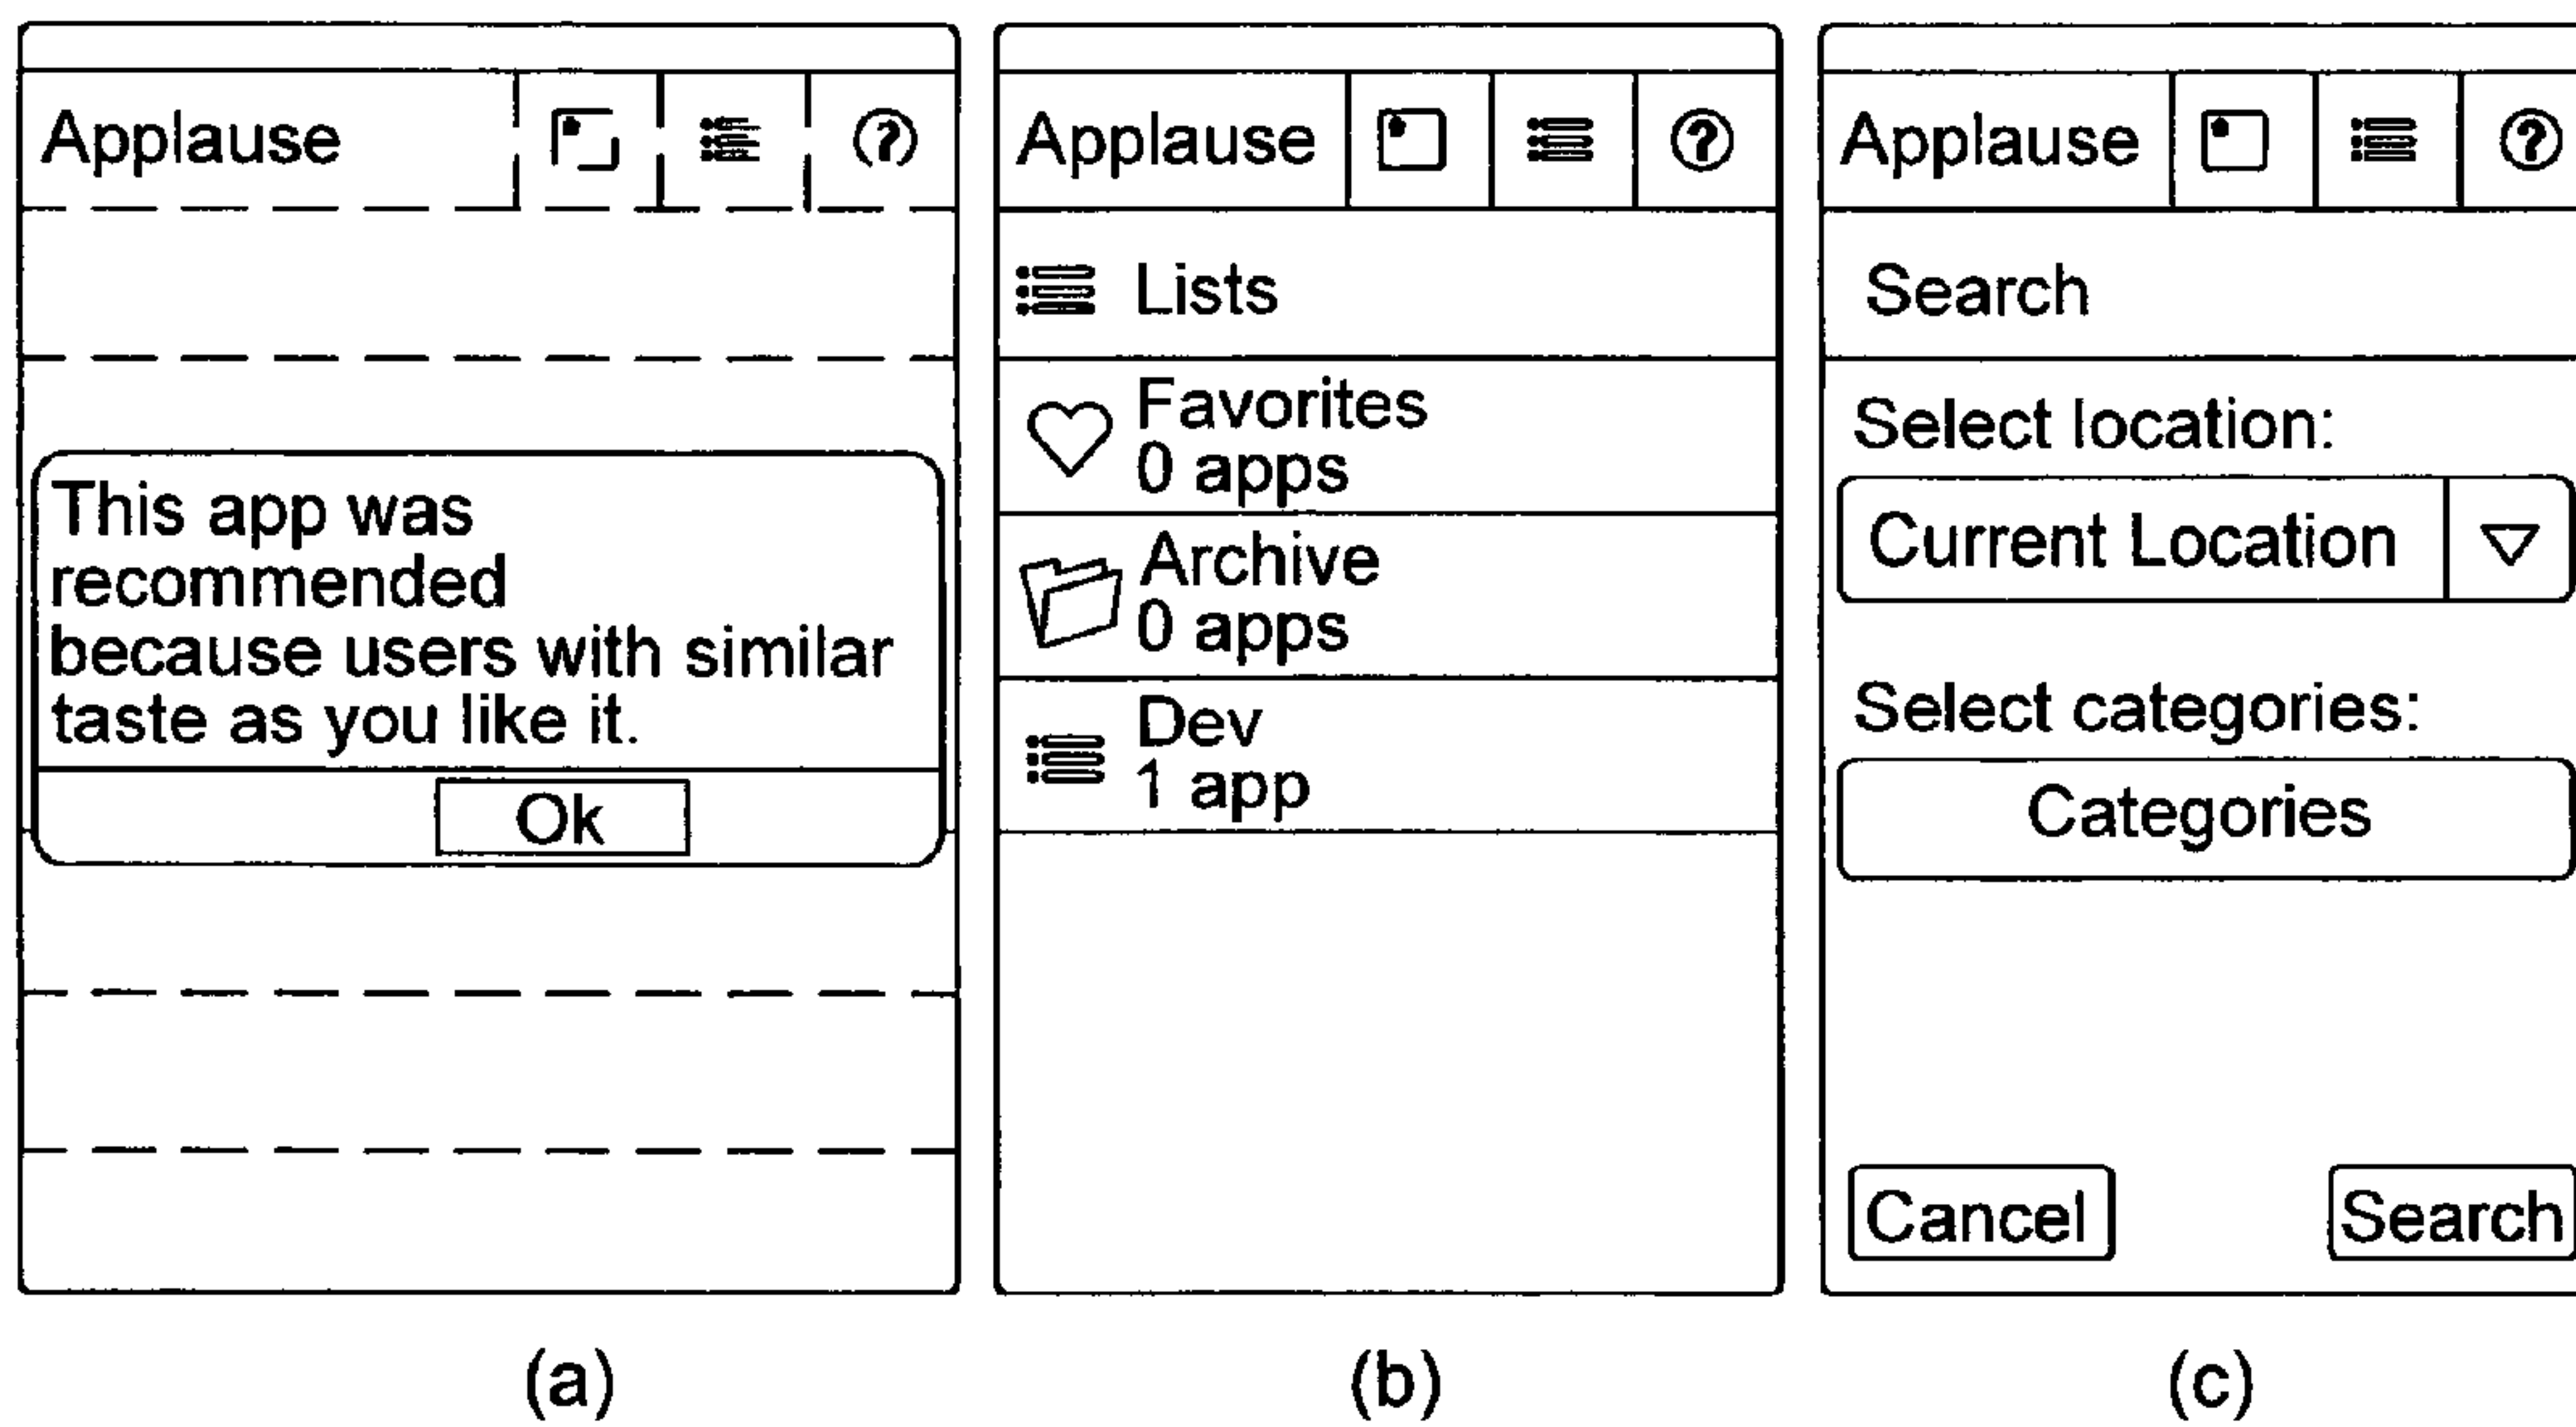 Applause
This app was
recommended
because users with similar
taste as you like it.
Ok
(a)
Applause
Lists
Favorites
0 apps
Archive
0 apps
Dev
1 app
(b)
Applause
Search
Select location:
Current Location
Select categories:
Categories
Cancel
Search
(c)